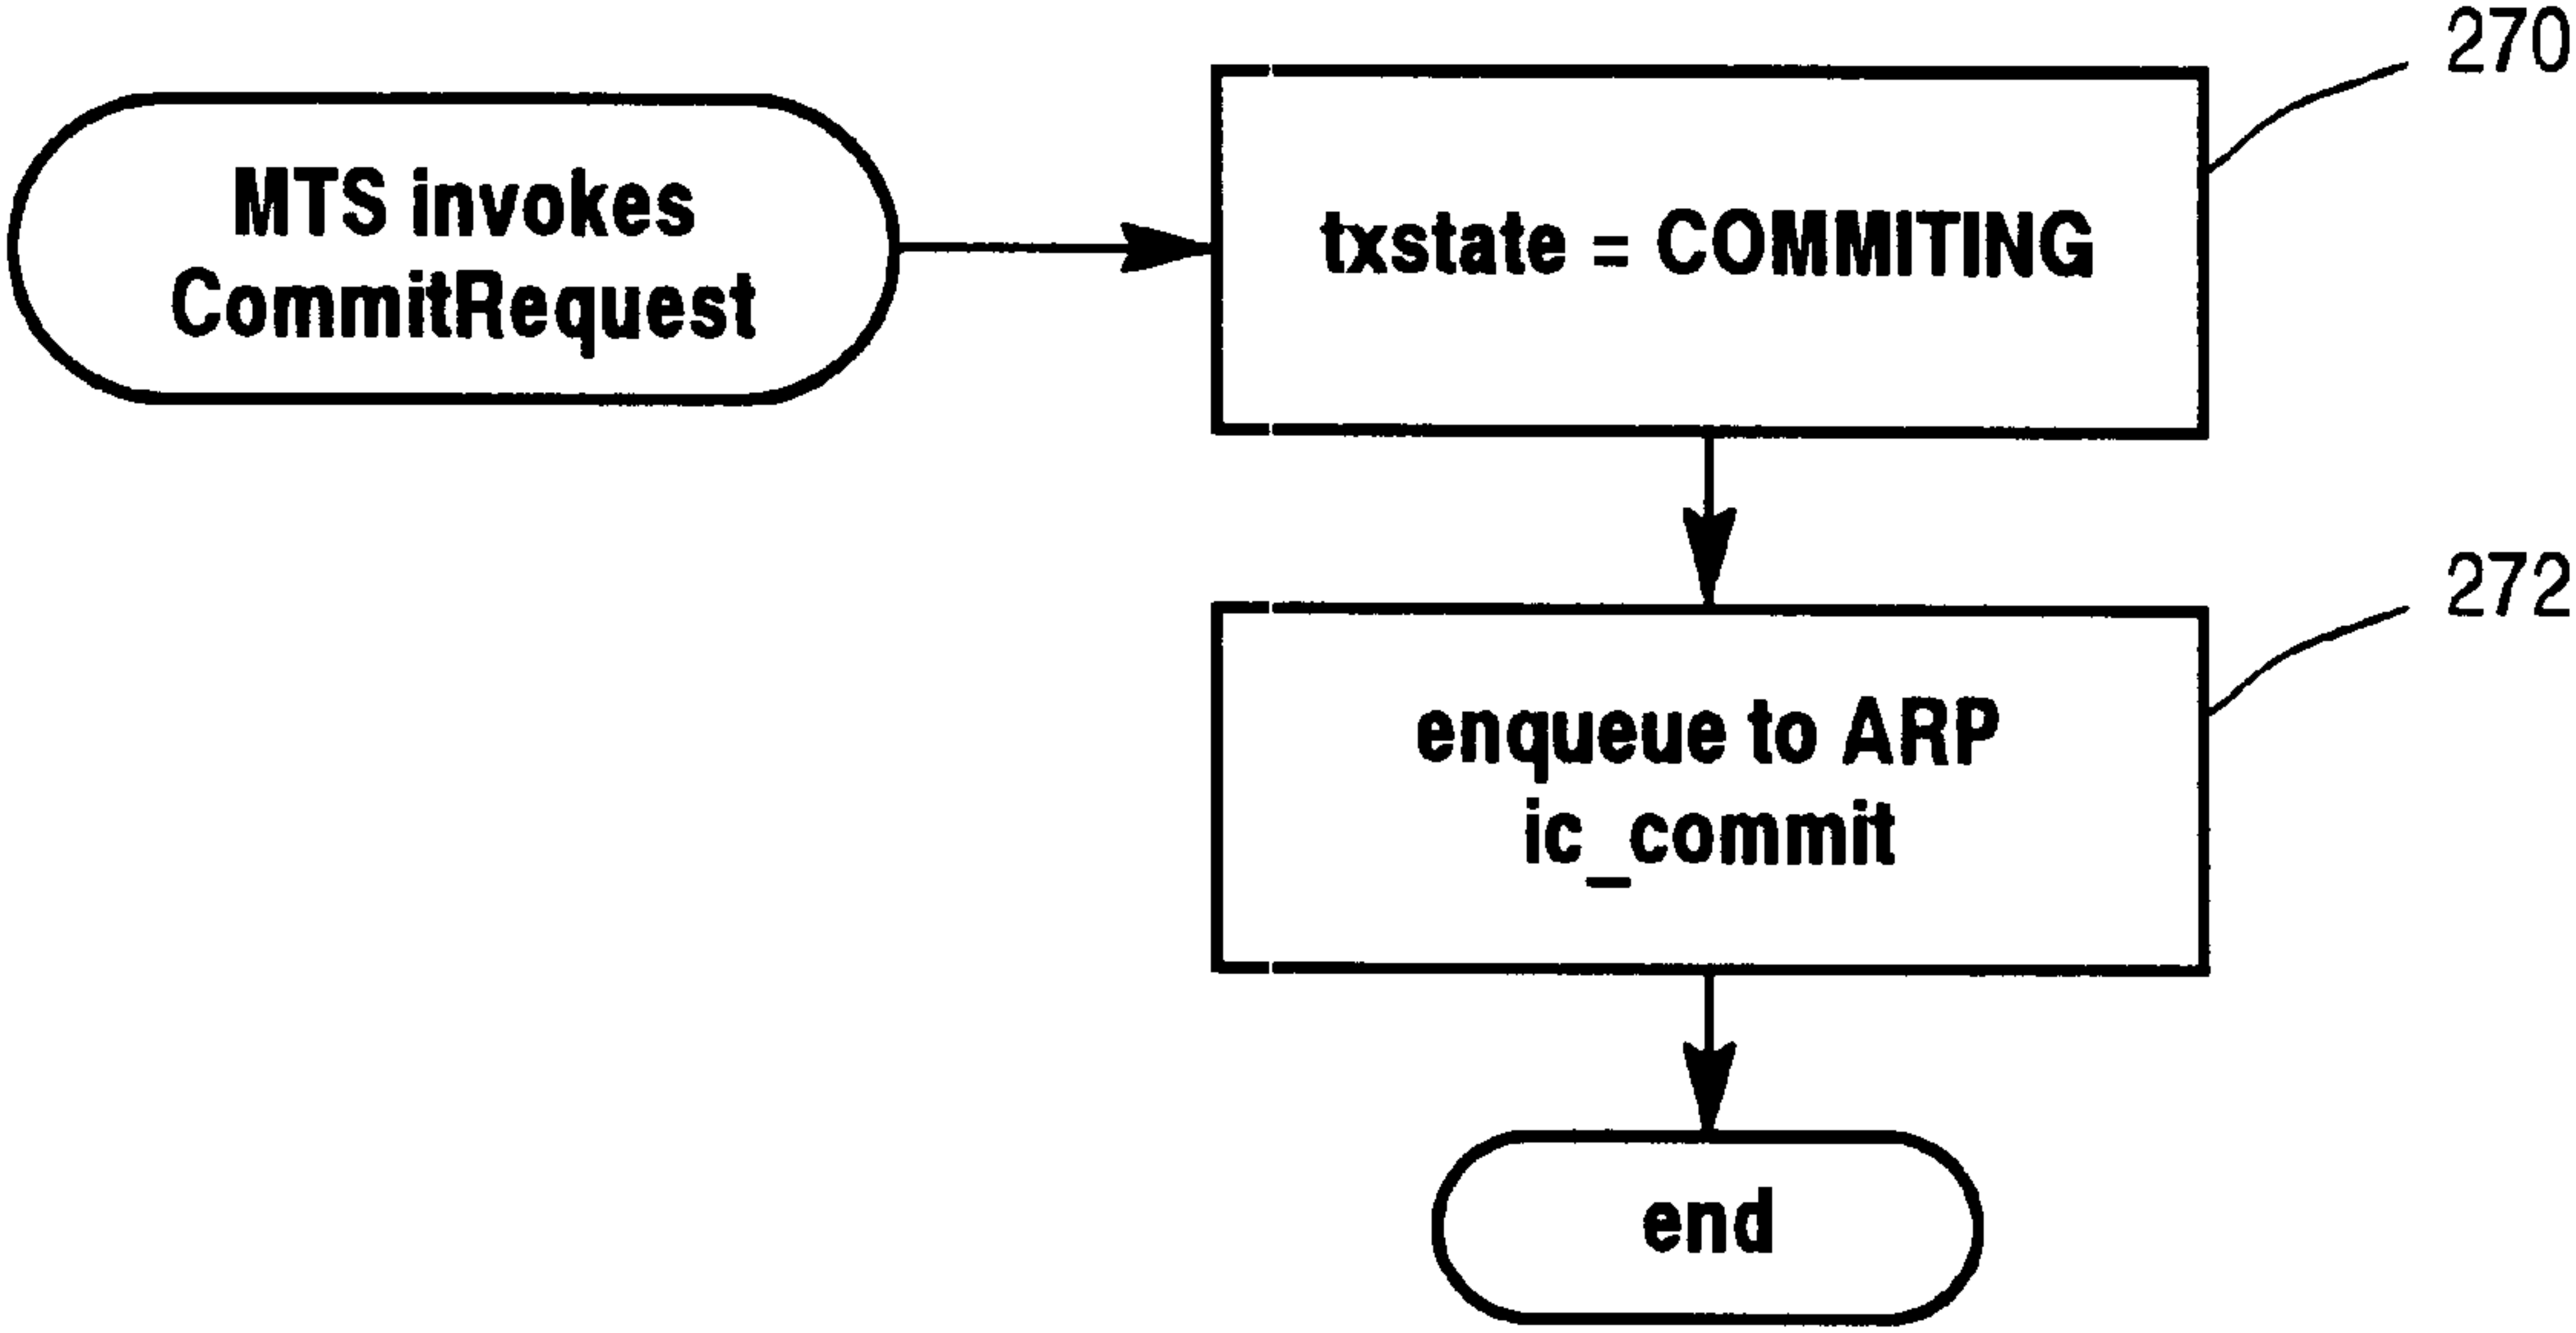 270
MTS invokes
CommitRequest
txstate = COMMITING
272
enqueue to ARP
ic_commit
end